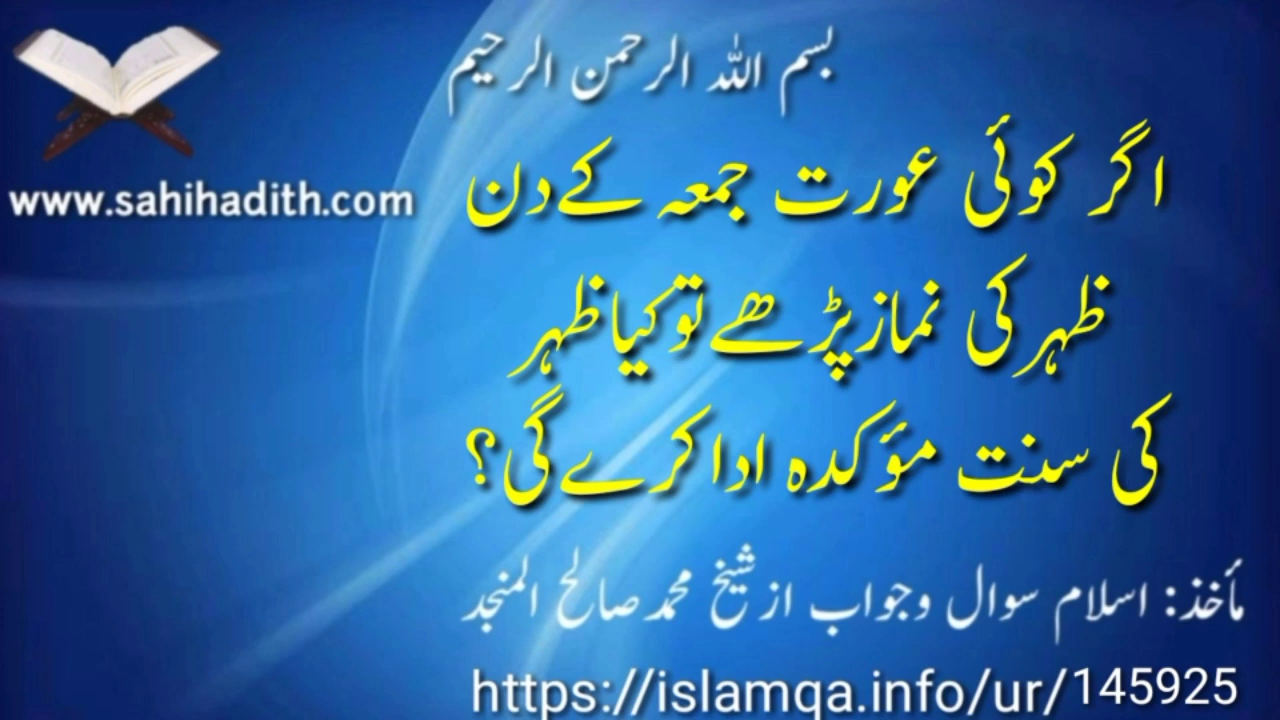 بسم اللہ الرحمن الرحیم
www.sahihadith.com
اگر کوئی عورت جمعہ کے دن
ظہر کی نماز پڑھے تو کیا ظہر
کی سنت مؤکدہ ادا کرے گی؟
مأخذ: اسلام سوال وجواب از شیخ محمد صالح المنجد
https://islamqa.info/ur/145925